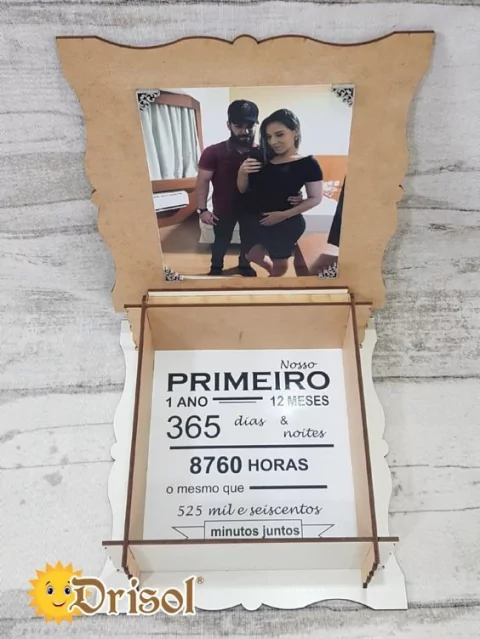 Nosso
PRIMEIRO
1 ANO 12 MESES
365 dias & noites
8760 HORAS
o mesmo que
525 mil e seiscentos
minutos juntos
Drisol®